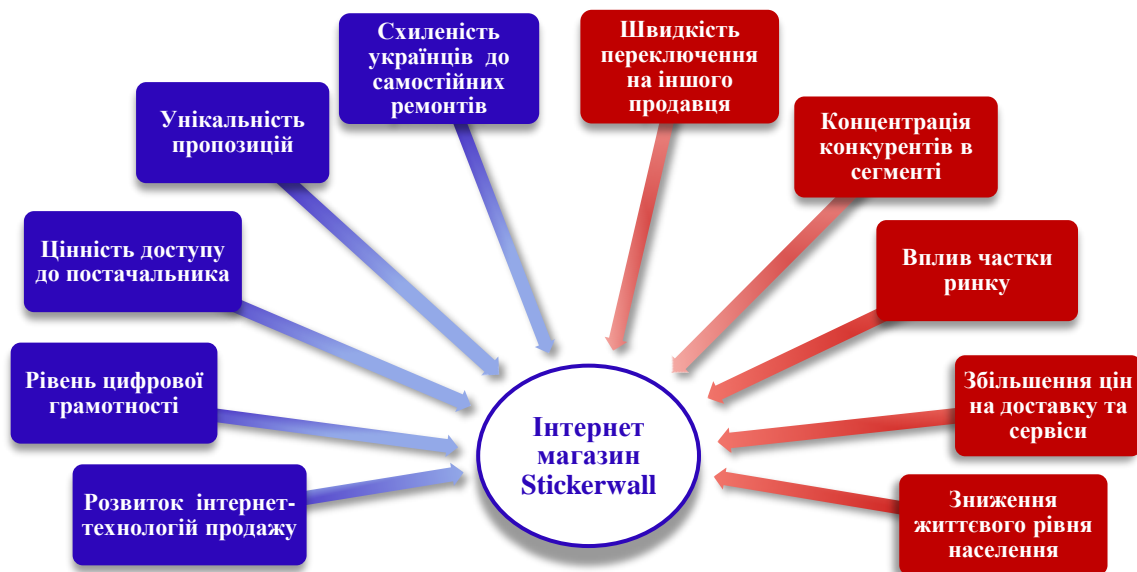 Схиленість
українців до
самостійних
ремонтів
Швидкість
переключення
на іншого
продавця
Унікальність
пропозицій
Концентрація
конкурентів в
сегменті
Цінність доступу
до постачальника
Вплив частки
ринку
Рівень цифрової
грамотності
Збільшення цін
на доставку та
сервіси
Інтернет
магазин
Stickerwall
Розвиток інтернет-
технологій продажу
Зниження
життєвого рівня
населення